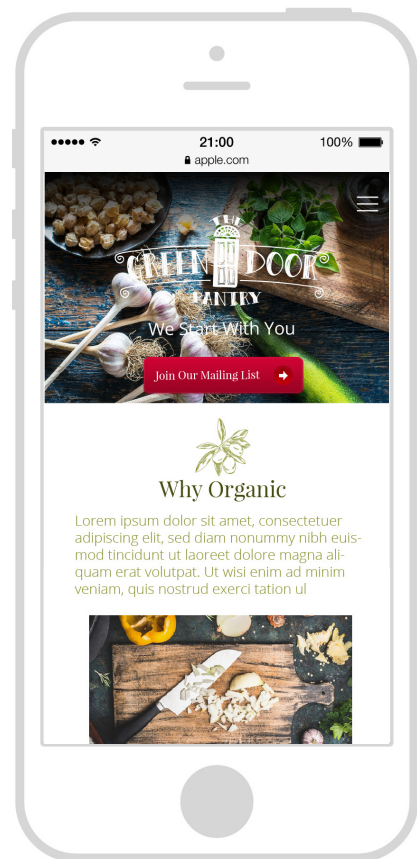 21:00
100%
apple.com
THE
GREEN DOOR
PANTRY
We Start With You
Join Our Mailing List
Why Organic
Lorem ipsum dolor sit amet, consectetuer
adipiscing elit, sed diam nonummy nibh euis-
mod tincidunt ut laoreet dolore magna ali-
quam erat volutpat. Ut wisi enim ad minim
veniam, quis nostrud exerci tation ul